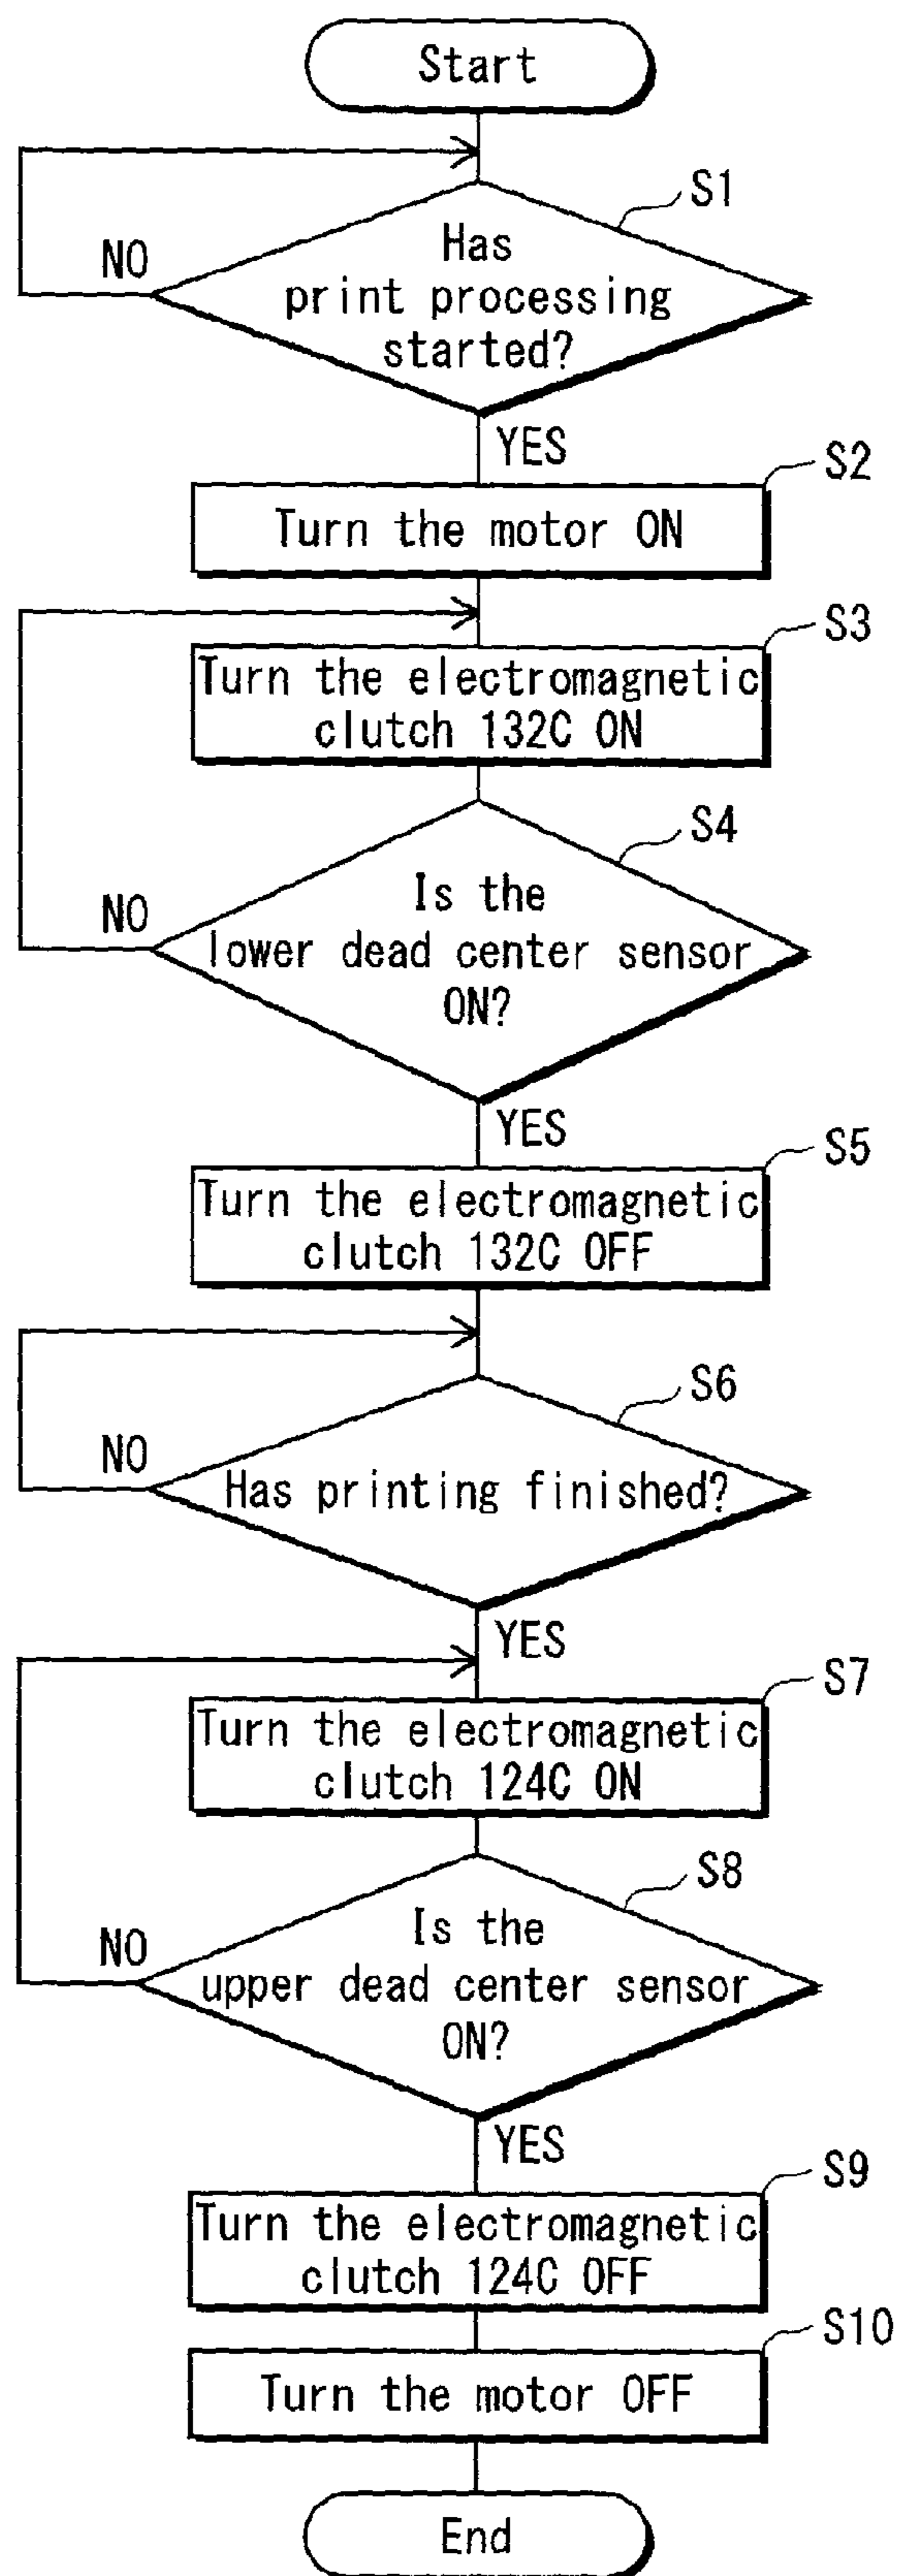 Start
S1
Has
print processing
started?
NO
YES
S2
Turn the motor ON
S3
Turn the electromagnetic
clutch 132C ON
S4
Is the
lower dead center sensor
ON?
NO
YES
S5
Turn the electromagnetic
clutch 132C OFF
S6
Has printing finished?
NO
YES
S7
Turn the electromagnetic
clutch 124C ON
S8
Is the
upper dead center sensor
ON?
NO
YES
S9
Turn the electromagnetic
clutch 124C OFF
S10
Turn the motor OFF
End